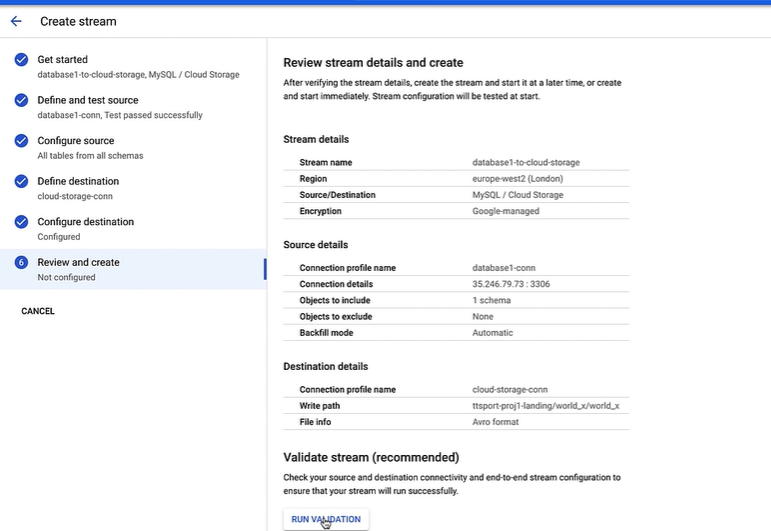 Create stream
Get started
database1-to-cloud-storage, MySQL / Cloud Storage
Define and test source
database1-conn, Test passed successfully
Configure source
All tables from all schemas
Define destination
cloud-storage-conn
Configure destination
Configured
6 Review and create
Not configured
CANCEL
Review stream details and create
After verifying the stream details, create the stream and start it at a later time, or create
and start immediately. Stream configuration will be tested at start.
Stream details
Stream name database1-to-cloud-storage
Region europe-west2 (London)
Source/Destination MySQL / Cloud Storage
Encryption Google-managed
Source details
Connection profile name database1-conn
Connection details 35.246.79.73 : 3306
Objects to include 1 schema
Objects to exclude None
Backfill mode Automatic
Destination details
Connection profile name cloud-storage-conn
Write path ttsport-proj1-landing/world_x/world_x
File info Avro format
Validate stream (recommended)
Check your source and destination connectivity and end-to-end stream configuration to
ensure that your stream will run successfully.
RUN VALIDATION